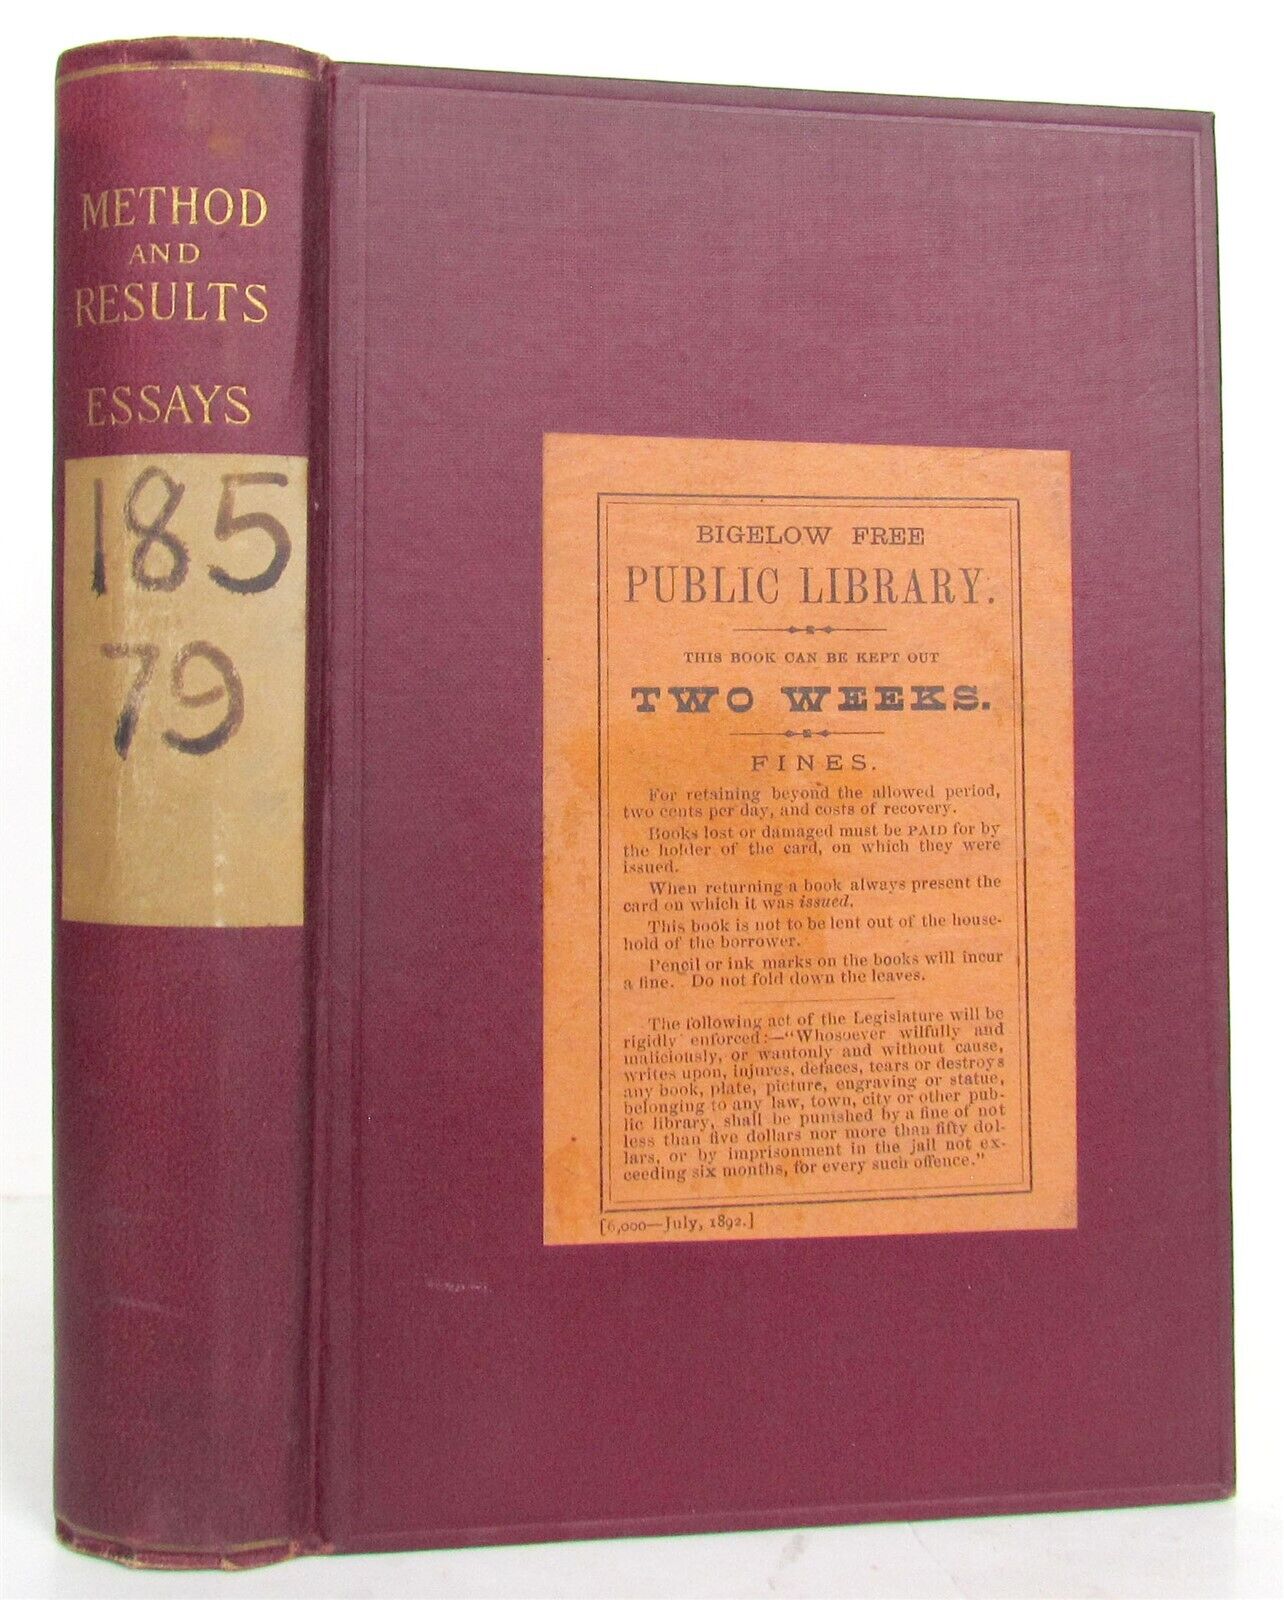 METHOD
AND
RESULTS
ESSAYS
185
79
BIGELOW FREE
PUBLIC LIBRARY.
THIS BOOK CAN BE KEPT OUT
TWO WEEKS.
FINES.
For retaining beyond the allowed period,
two cents per day, and costs of recovery.
Books lost or damaged must be PAID for by
the holder of the card, on which they were
issued.
When returning a book always present the
card on which it was issued.
This book is not to be lent out of the house-
hold of the borrower.
Pencil or ink marks on the books will incur
a fine. Do not fold down the leaves.
The following act of the Legislature will be
rigidly enforced:—"Whosoever wilfully and
maliciously, or wantonly and without cause,
writes upon, injures, defaces, tears or destroys
any book, plate, picture, engraving or statue,
belonging to any law, town, city or other pub-
lic library, shall be punished by a fine of not
less than five dollars nor more than fifty dol-
lars, or by imprisonment in the jail not ex-
ceeding six months, for every such offence."
[6,000—July, 1892.]